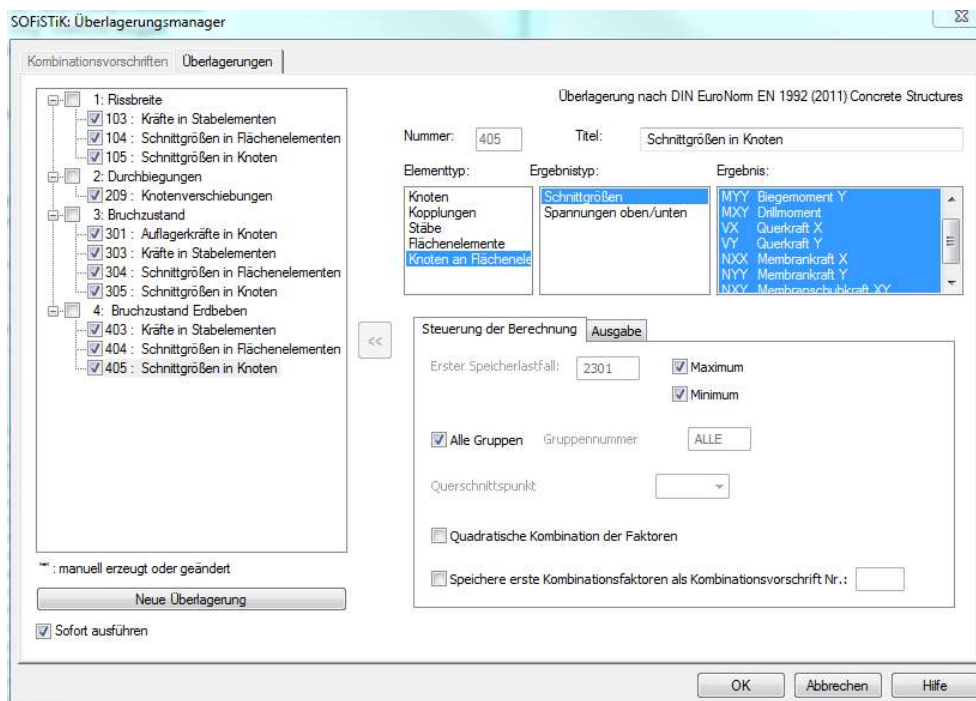 SOFiSTiK: Überlagerungsmanager
Kombinationsvorschriften
Überlagerungen
1: Rissbreite
103 : Kräfte in Stabelementen
104 : Schnittgrößen in Flächenelementen
105 : Schnittgrößen in Knoten
2: Durchbiegungen
209 : Knotenverschiebungen
3: Bruchzustand
301 : Auflagerkräfte in Knoten
303 : Kräfte in Stabelementen
304 : Schnittgrößen in Flächenelementen
305 : Schnittgrößen in Knoten
4: Bruchzustand Erdbeben
403 : Kräfte in Stabelementen
404 : Schnittgrößen in Flächenelementen
405 : Schnittgrößen in Knoten
"*" : manuell erzeugt oder geändert
Neue Überlagerung
Sofort ausführen
<<
Überlagerung nach DIN EuroNorm EN 1992 (2011) Concrete Structures
Nummer: 405 Titel: Schnittgrößen in Knoten
Elementtyp:
Knoten
Kopplungen
Stäbe
Flächenelemente
Knoten an Flächenele
Ergebnistyp:
Schnittgrößen
Spannungen oben/unten
Ergebnis:
MYY Biegemoment Y
MXY Drillmoment
VX Querkraft X
VY Querkraft Y
NXX Membrankraft X
NYY Membrankraft Y
NXY Membranschubkraft XY
Steuerung der Berechnung
Ausgabe
Erster Speicherlastfall: 2301
Maximum
Minimum
Alle Gruppen Gruppennummer ALLE
Querschnittspunkt
Quadratische Kombination der Faktoren
Speichere erste Kombinationsfaktoren als Kombinationsvorschrift Nr.:
OK Abbrechen Hilfe